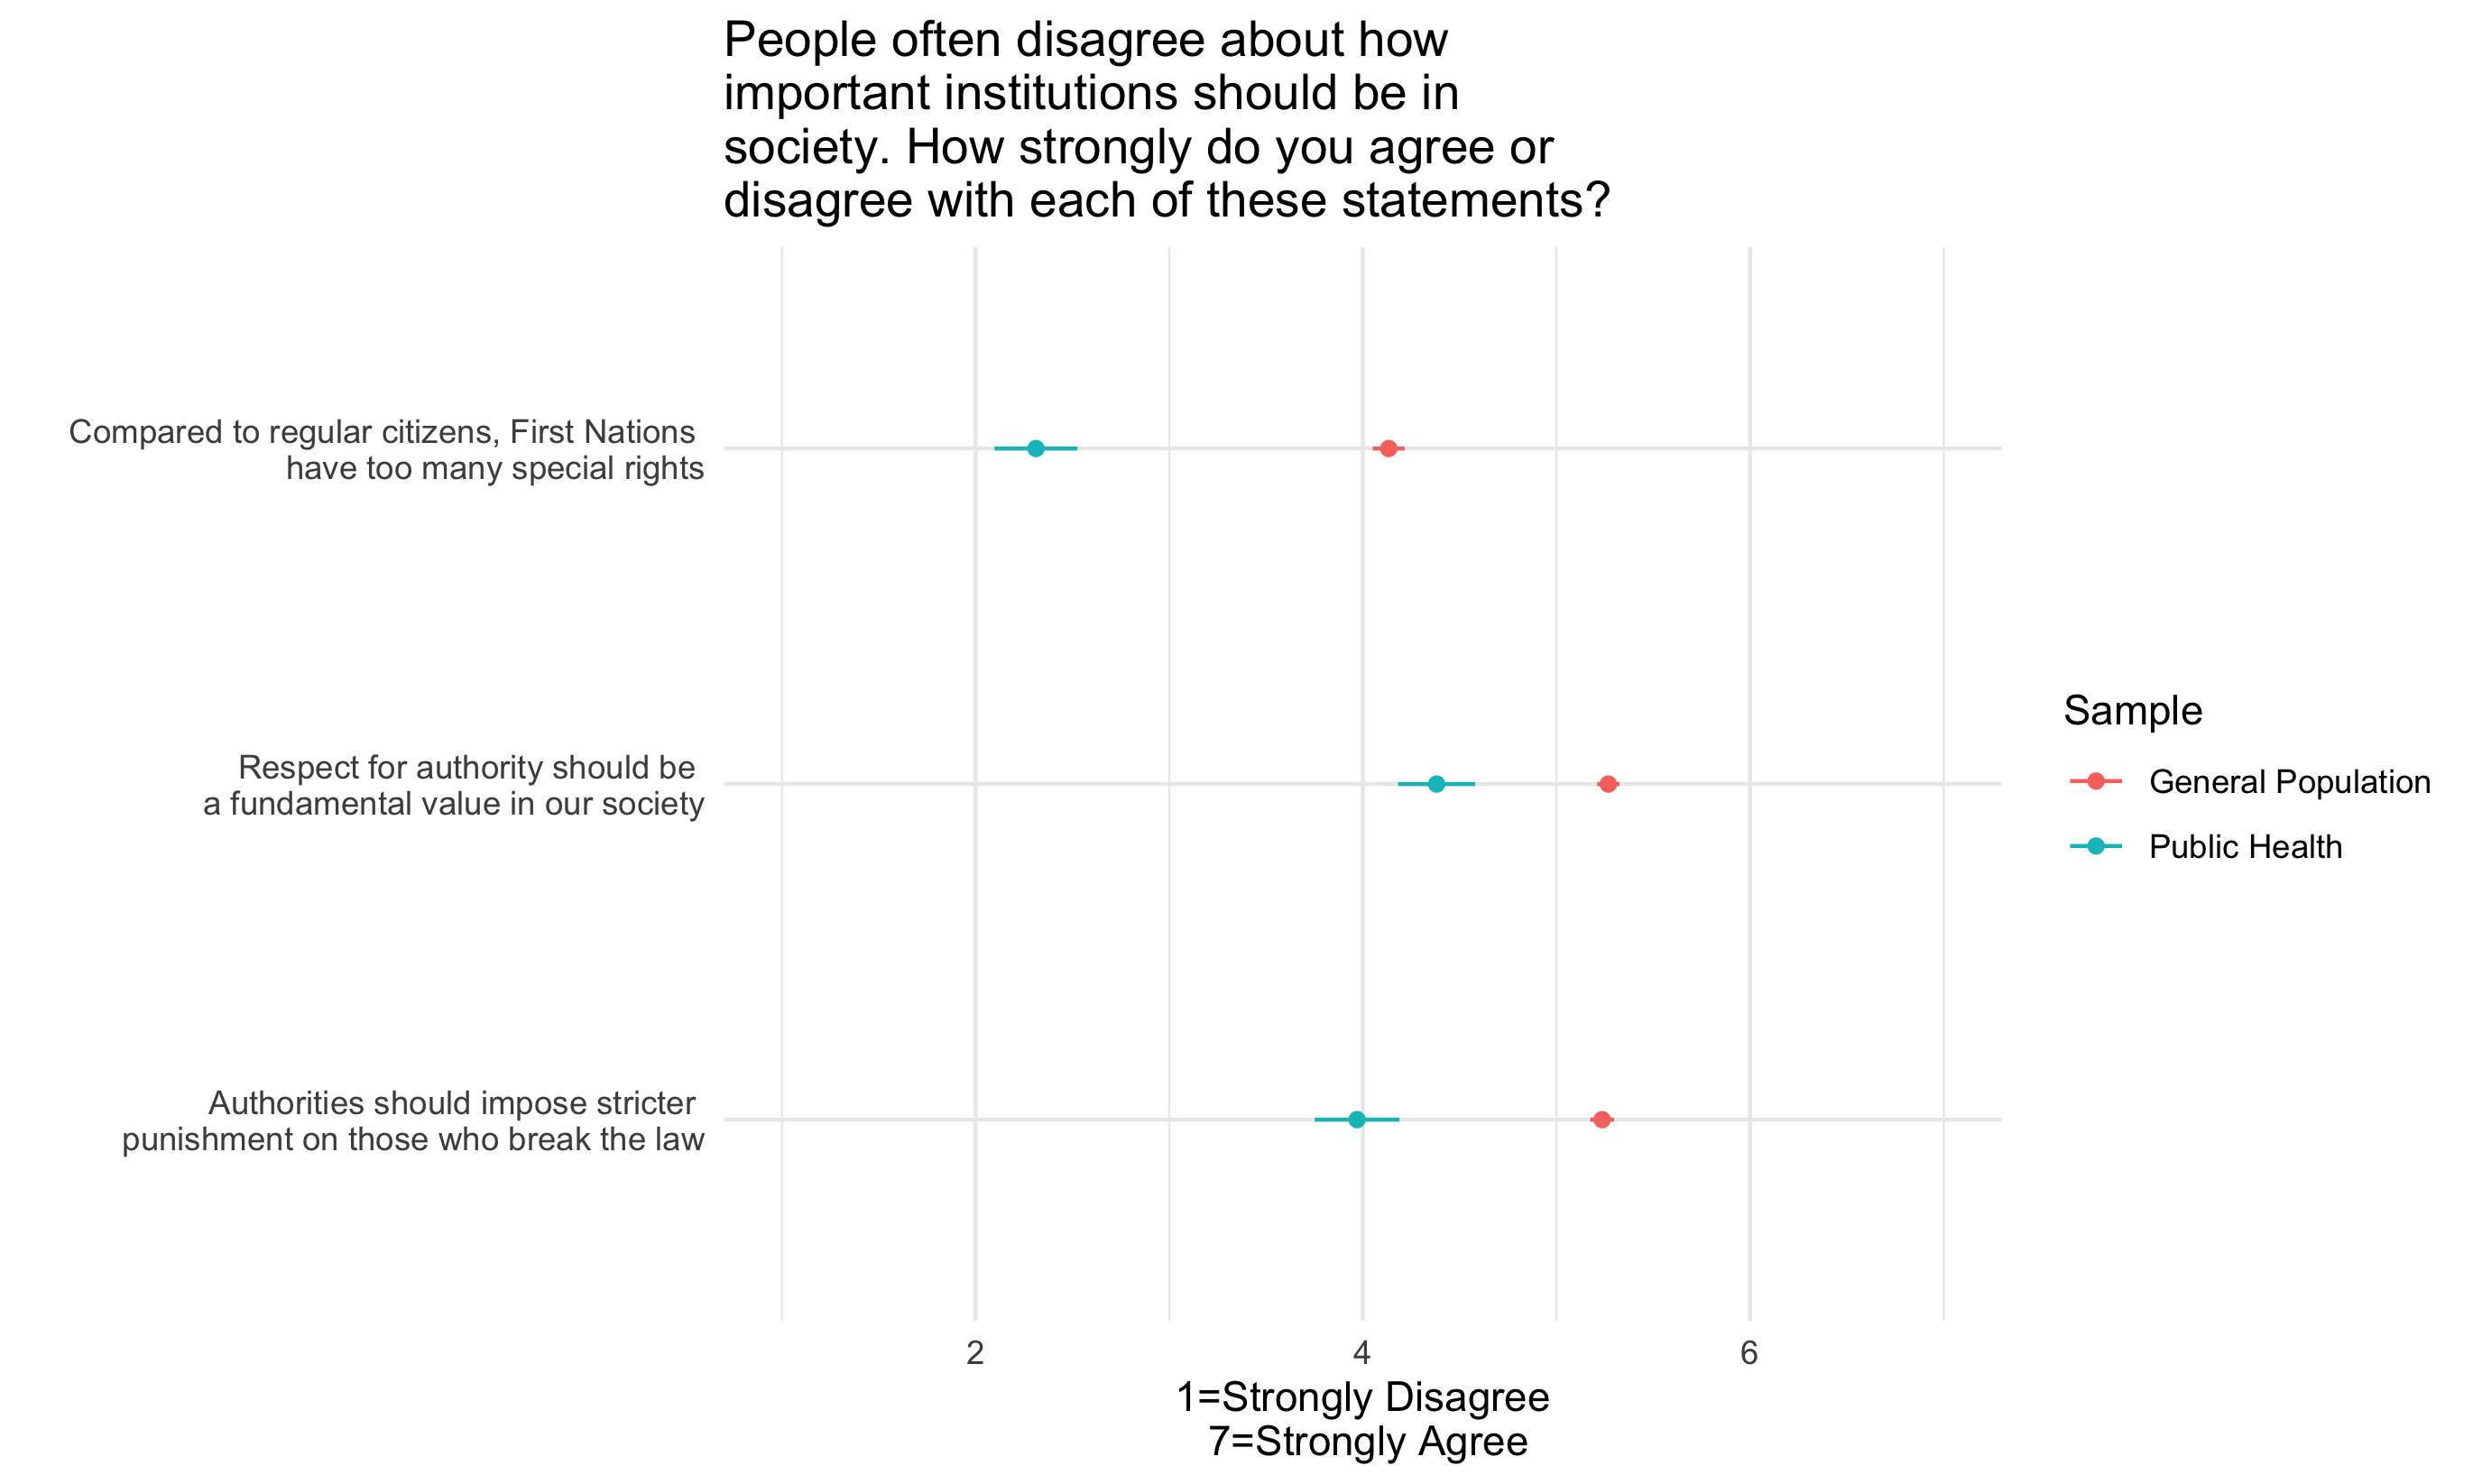 People often disagree about how
important institutions should be in
society. How strongly do you agree or
disagree with each of these statements?
Compared to regular citizens, First Nations
have too many special rights
Respect for authority should be
a fundamental value in our society
Authorities should impose stricter
punishment on those who break the law
Sample
General Population
Public Health
2
4
6
1=Strongly Disagree
7=Strongly Agree